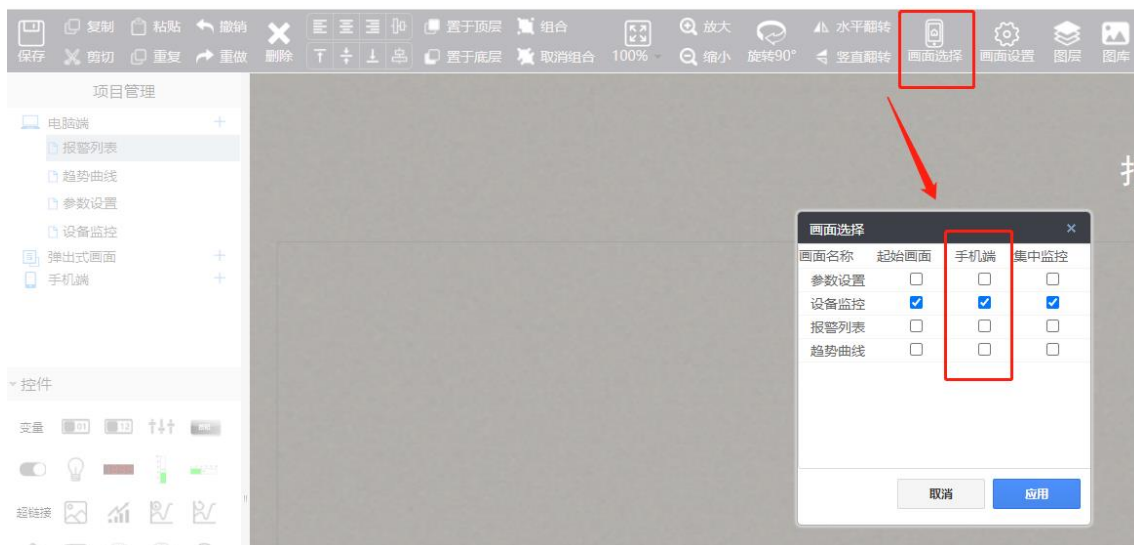 复制 粘贴 撤销 置于顶层 组合 放大 水平翻转
保存 剪切 重复 重做 删除 置于底层 取消组合 100% 缩小 旋转90° 竖直翻转 画面选择 画面设置 图层 图库
项目管理
电脑端
报警列表
趋势曲线
参数设置
设备监控
弹出式画面
手机端
画面选择
画面名称 起始画面 手机端 集中监控
参数设置
设备监控
报警列表
趋势曲线
控件
变量 01 12
超链接
取消 应用